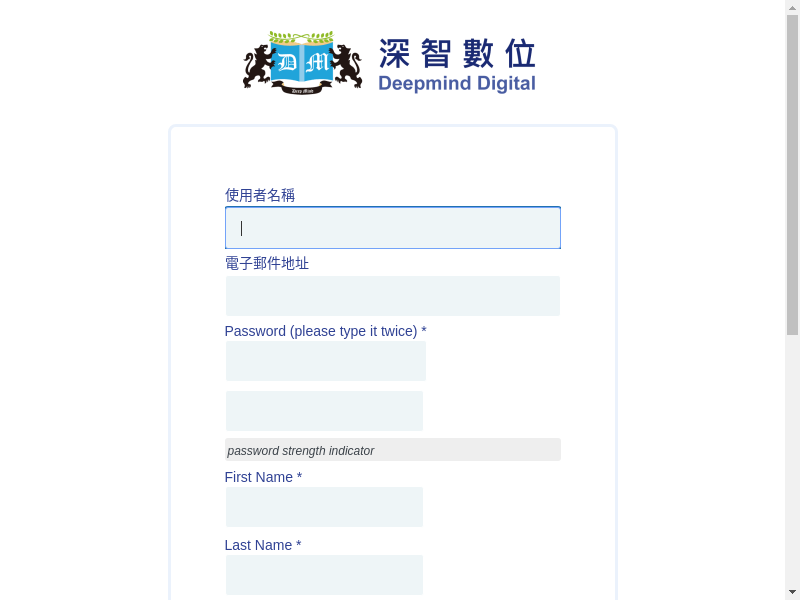 D M
Deep Mind
深智數位
Deepmind Digital
使用者名稱
電子郵件地址
Password (please type it twice) *
password strength indicator
First Name *
Last Name *